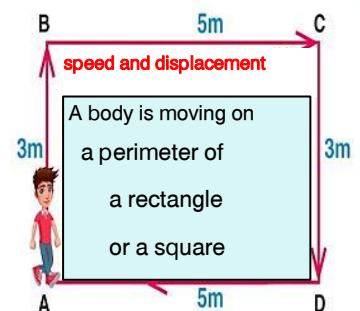 B 5m C
speed and displacement
A body is moving on
3m a perimeter of 3m
a rectangle
or a square
A 5m D